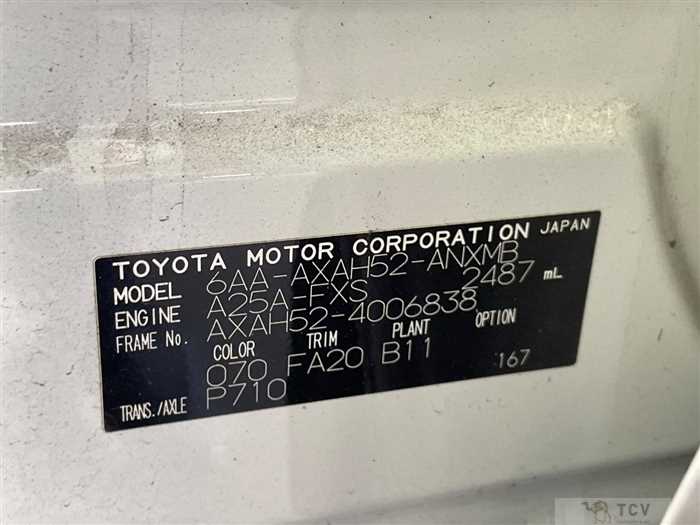 TOYOTA MOTOR CORPORATION JAPAN
MODEL 6AA-AXAH52-ANXMB
ENGINE A25A-FXS 2487 mL
FRAME No. AXAH52-4006838
COLOR TRIM PLANT OPTION
070 FA20 B11 167
TRANS./AXLE P710
TCV